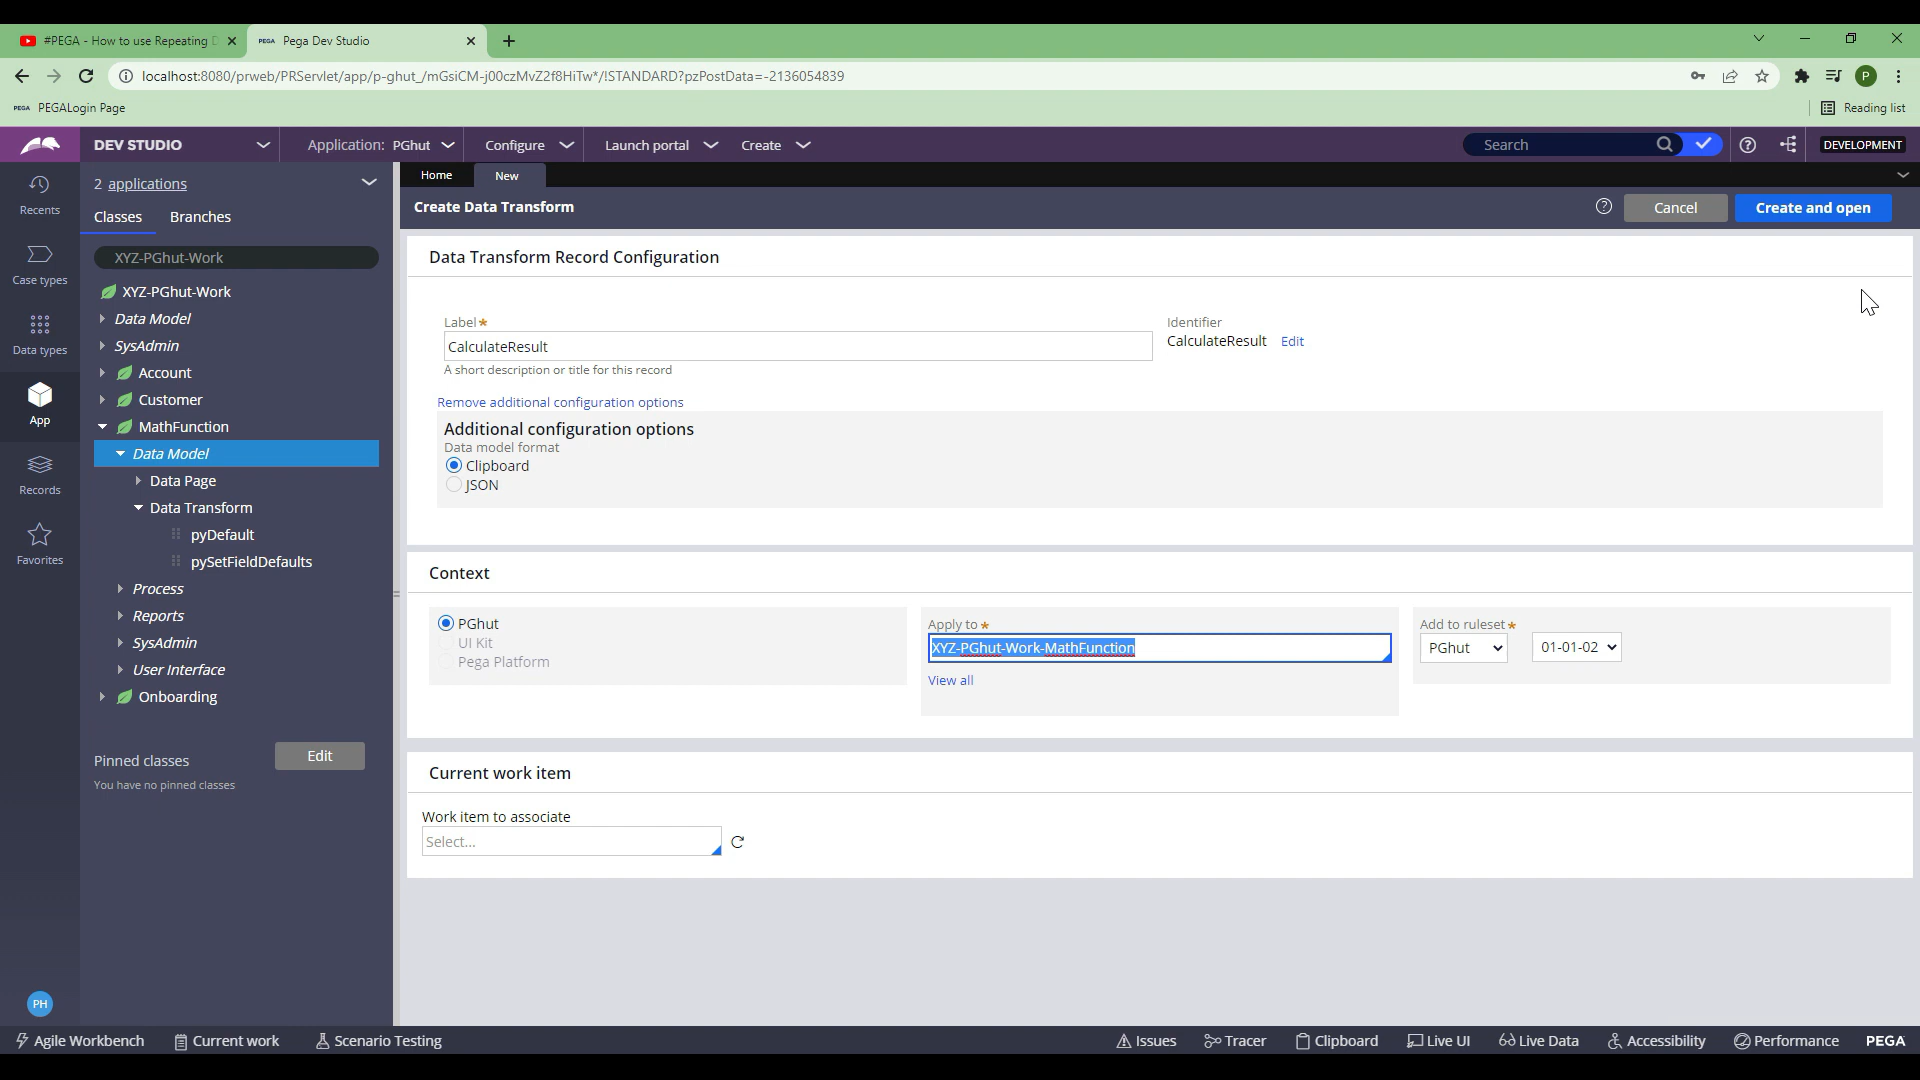 #PEGA - How to use Repeating D
PEGA Pega Dev Studio
localhost:8080/prweb/PRServlet/app/p-ghut_/mGsiCM-j00czMvZ2f8HiTw*/!STANDARD?pzPostData=-2136054839
P
PEGA PEGALogin Page
Reading list
DEV STUDIO
Application: PGhut
Configure
Launch portal
Create
Search
DEVELOPMENT
Recents
Case types
Data types
App
Records
Favorites
PH
2 applications
Classes
Branches
XYZ-PGhut-Work
XYZ-PGhut-Work
Data Model
SysAdmin
Account
Customer
MathFunction
Data Model
Data Page
Data Transform
pyDefault
pySetFieldDefaults
Process
Reports
SysAdmin
User Interface
Onboarding
Pinned classes
Edit
You have no pinned classes
Home
New
Create Data Transform
Cancel
Create and open
Data Transform Record Configuration
Label*
CalculateResult
A short description or title for this record
Identifier
CalculateResult Edit
Remove additional configuration options
Additional configuration options
Data model format
Clipboard
JSON
Context
PGhut
UI Kit
Pega Platform
Apply to *
XYZ-PGhut-Work-MathFunction
View all
Add to ruleset*
PGhut
01-01-02
Current work item
Work item to associate
Select...
Agile Workbench
Current work
Scenario Testing
Issues
Tracer
Clipboard
Live UI
Live Data
Accessibility
Performance
PEGA